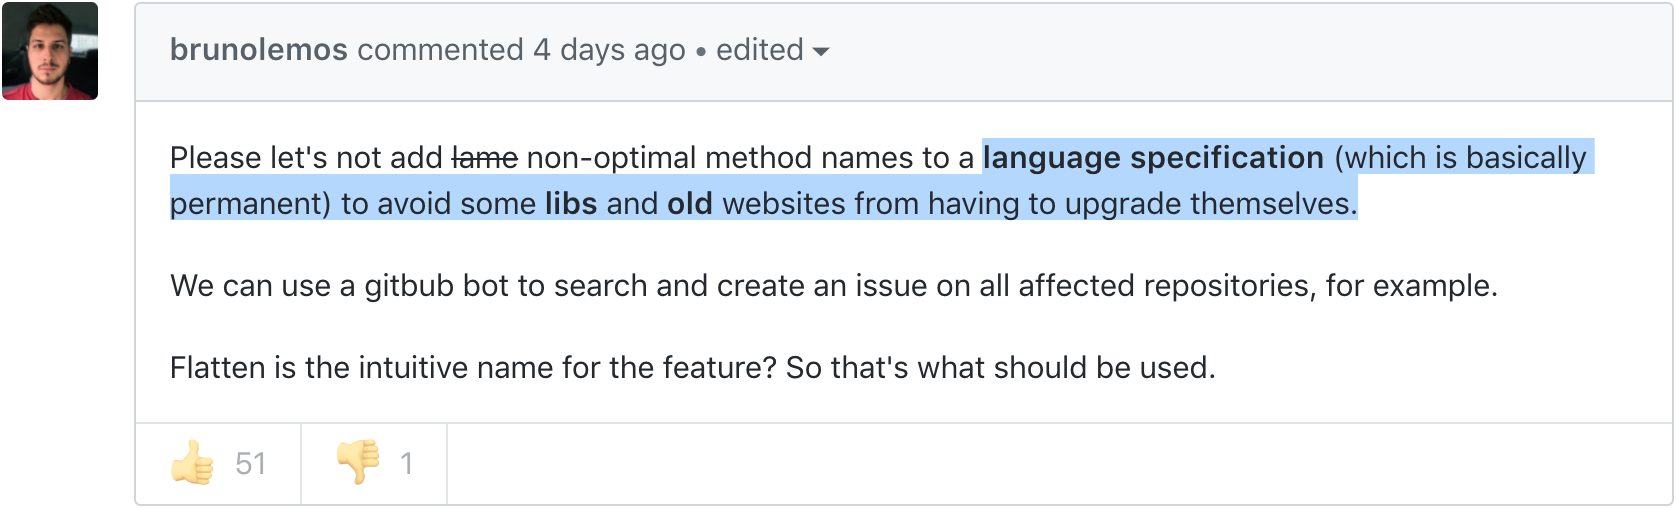 brunolemos commented 4 days ago • edited
Please let's not add lame non-optimal method names to a language specification (which is basically
permanent) to avoid some libs and old websites from having to upgrade themselves.
We can use a gitbub bot to search and create an issue on all affected repositories, for example.
Flatten is the intuitive name for the feature? So that's what should be used.
51 1